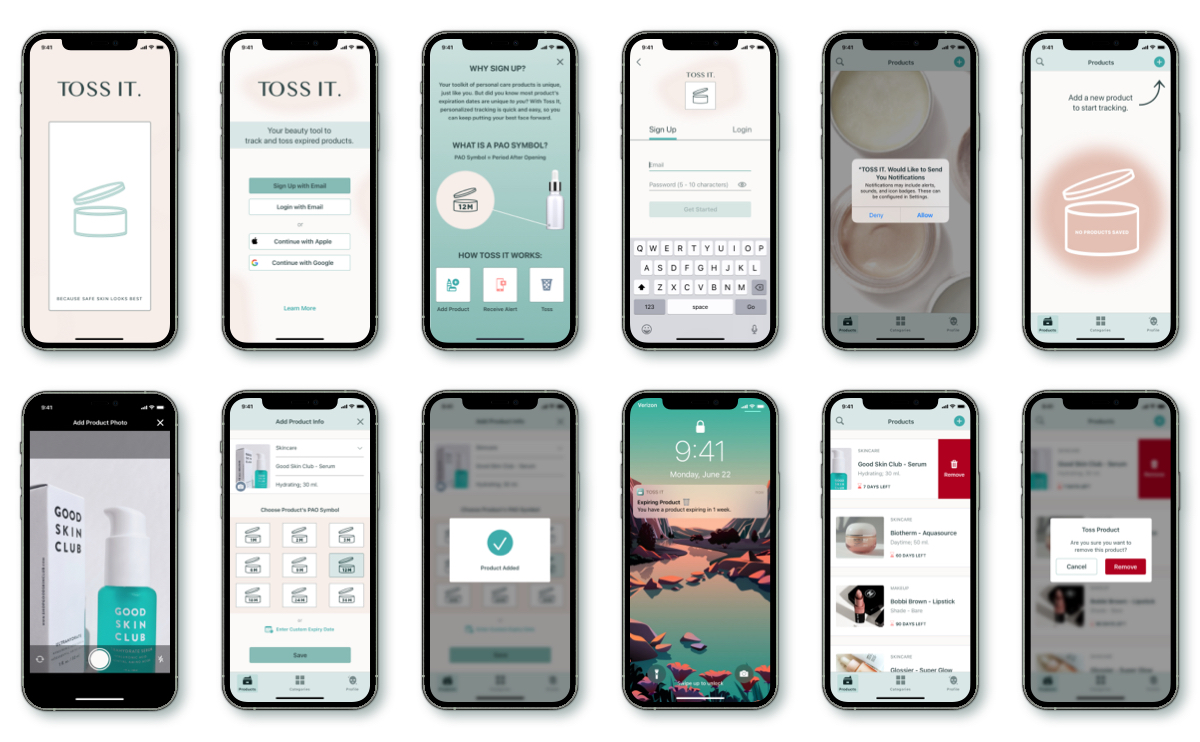 9:41
TOSS IT.
BECAUSE SAFE SKIN LOOKS BEST
9:41
TOSS IT.
Your beauty tool to
track and toss expired products.
Sign Up with Email
Login with Email
or
Continue with Apple
Continue with Google
Learn More
9:41
WHY SIGN UP?
Your toolkit of personal care products is unique,
just like you. But did you know most product's
expiration dates are unique to you? With Toss It,
personalized tracking is quick and easy, so you
can keep putting your best face forward.
WHAT IS A PAO SYMBOL?
PAO Symbol = Period After Opening
12M
HOW TOSS IT WORKS:
Add Product
Receive Alert
Toss
9:41
TOSS IT.
Sign Up
Login
Email
Password (5 - 10 characters)
Get Started
Q W E R T Y U I O P
A S D F G H J K L
Z X C V B N M
123
space
Go
9:41
Products
"TOSS IT. Would Like to Send
You Notifications
Notifications may include alerts,
sounds, and icon badges. These can
be configured in Settings.
Deny
Allow
Products
Categories
Profile
9:41
Products
Add a new product
to start tracking.
NO PRODUCTS SAVED
Products
Categories
Profile
9:41
Add Product Photo
GOOD
SKIN
CLUB
GOOD
SKIN
CLUB
9:41
Add Product Info
Skincare
Good Skin Club - Serum
Hydrating, 30 ml.
Choose Product's PAO Symbol
12M
or
Enter Custom Expiry Date
Save
Products
Categories
Profile
Product Added
Verizon
9:41
Monday, June 22
TOSS IT
Expiring Product
You have a product expiring in 1 week.
Swipe up to unlock
9:41
Products
SKINCARE
Good Skin Club - Serum
Hydrating, 30 ml.
7 DAYS LEFT
Remove
SKINCARE
Biotherm - Aquasource
Daytime, 50 ml.
50 DAYS LEFT
MAKEUP
Bobbi Brown - Lipstick
Shade - Bare
90 DAYS LEFT
SKINCARE
Glossier - Super Glow
Products
Categories
Profile
Toss Product
Are you sure you want to
remove this product?
Cancel
Remove